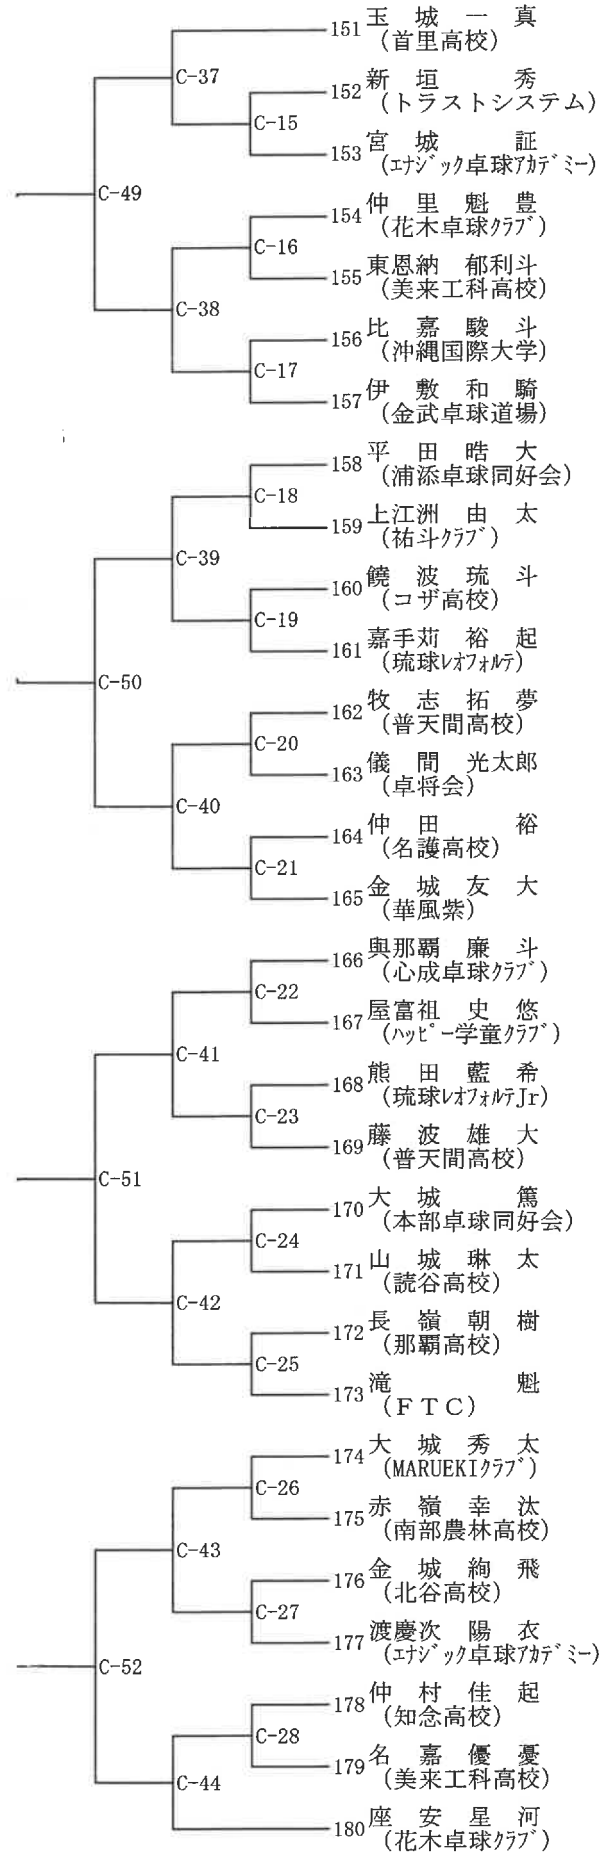 151 玉城一真
(首里高校)
C-37
152 新垣秀
(トラストシステム)
C-15
153 宮城証
(エナジック卓球アカデミー)
C-49
154 仲里魁豊
(花木卓球クラブ)
C-16
155 東恩納郁利斗
(美来工科高校)
C-38
156 比嘉駿斗
(沖縄国際大学)
C-17
157 伊敷和騎
(金武卓球道場)
158 平田晧大
(浦添卓球同好会)
C-18
159 上江洲由太
(祐斗クラブ)
C-39
160 饒波琉斗
(コザ高校)
C-19
161 嘉手苅裕起
(琉球レオフォルテ)
C-50
162 牧志拓夢
(普天間高校)
C-20
163 儀間光太郎
(卓将会)
C-40
164 仲田裕
(名護高校)
C-21
165 金城友大
(華風紫)
166 與那覇廉斗
(心成卓球クラブ)
C-22
167 屋富祖史悠
(ハッピー学童クラブ)
C-41
168 熊田藍希
(琉球レオフォルテJr)
C-23
169 藤波雄大
(普天間高校)
C-51
170 大城篤
(本部卓球同好会)
C-24
171 山城琳太
(読谷高校)
C-42
172 長嶺朝樹
(那覇高校)
C-25
173 滝魁
(FTC)
174 大城秀太
(MARUEKIクラブ)
C-26
175 赤嶺幸汰
(南部農林高校)
C-43
176 金城絢飛
(北谷高校)
C-27
177 渡慶次陽衣
(エナジック卓球アカデミー)
C-52
178 仲村佳起
(知念高校)
C-28
179 名嘉優憂
(美来工科高校)
C-44
180 座安星河
(花木卓球クラブ)